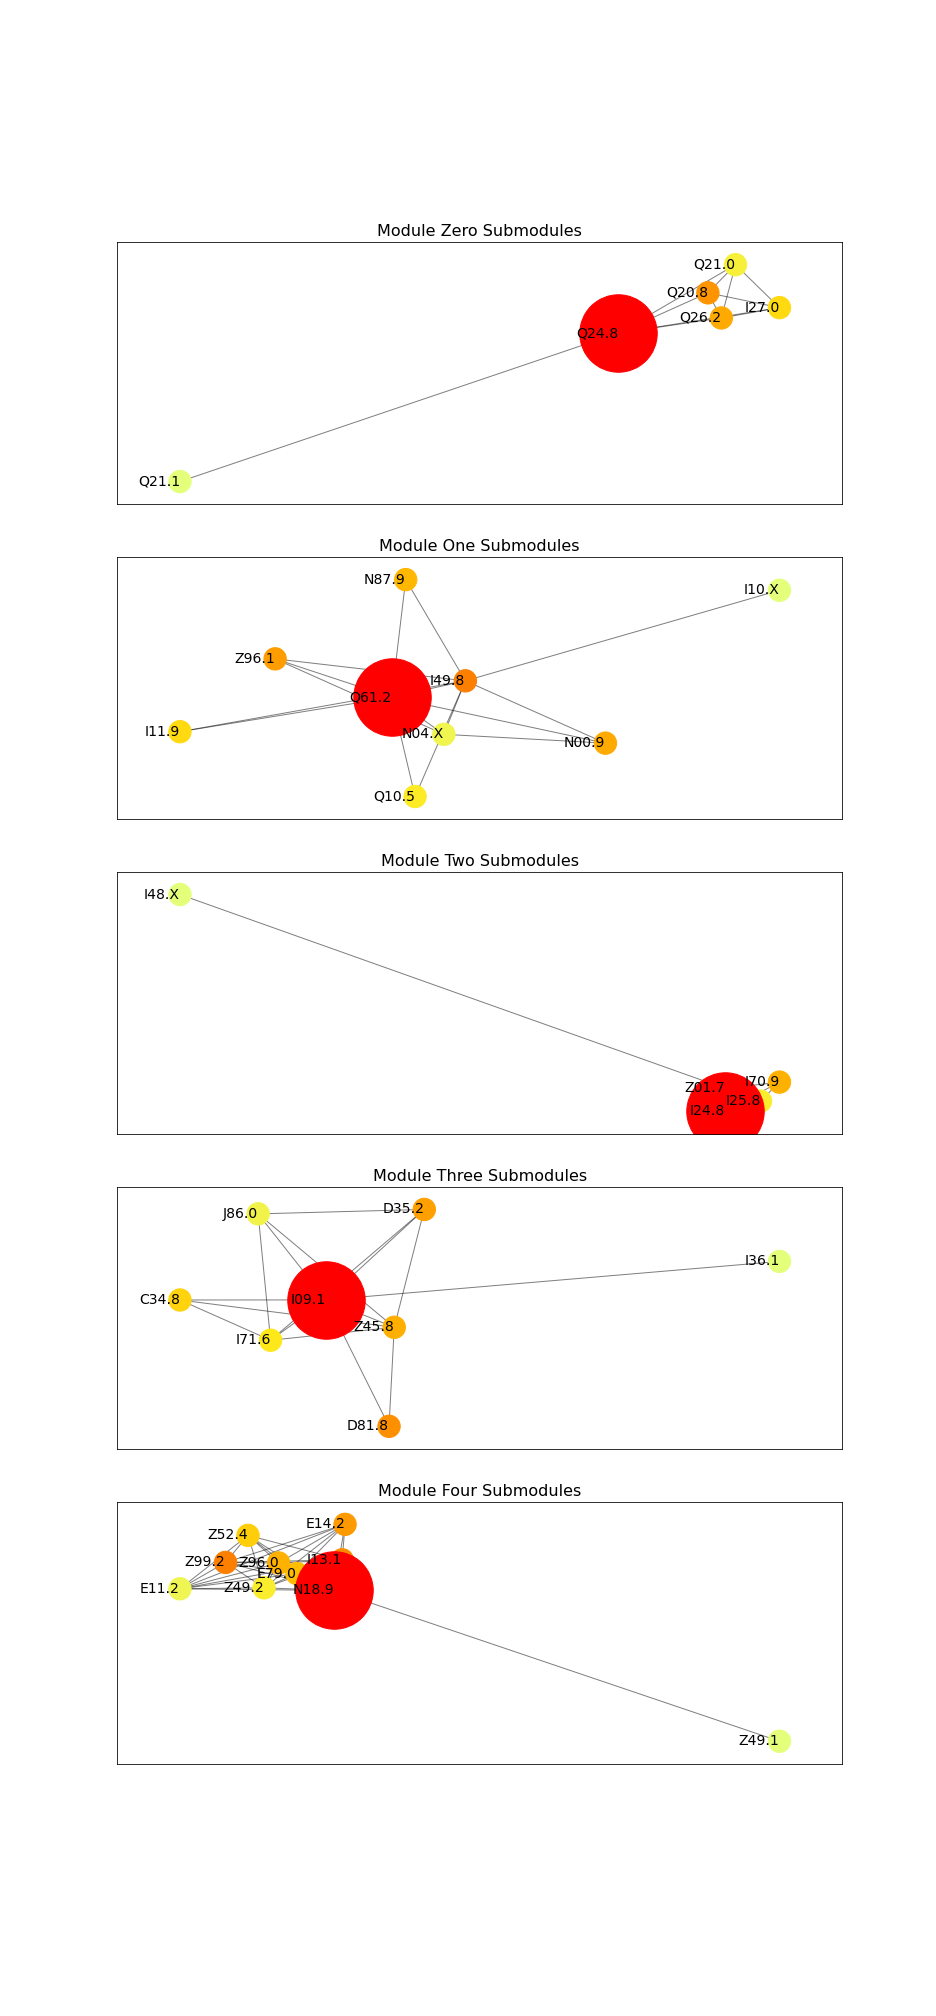 Module Zero Submodules
Q21.0
Q20.8
I27.0
Q26.2
Q24.8
Q21.1
Module One Submodules
N87.9
I10.X
Z96.1
I49.8
Q61.2
I11.9
N04.X
N00.9
Q10.5
Module Two Submodules
I48.X
I70.9
Z01.7
I25.8
I24.8
Module Three Submodules
D35.2
J86.0
I36.1
C34.8
I09.1
Z45.8
I71.6
D81.8
Module Four Submodules
E14.2
Z52.4
I13.1
Z99.2
Z96.0
E79.0
Z49.2
E11.2
N18.9
Z49.1